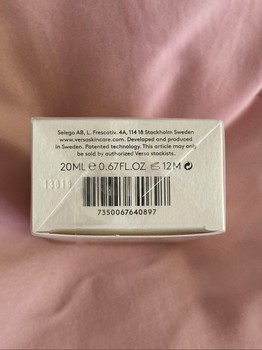 Selego AB, L. Frescativ. 4A, 114 18 Stockholm Sweden
www.versoskincare.com. Developed and produced
in Sweden. Patented technology. This article may only
be sold by authorized Verso stockists.
20ML ℮ 0.67FL.OZ 12M
7350067640897